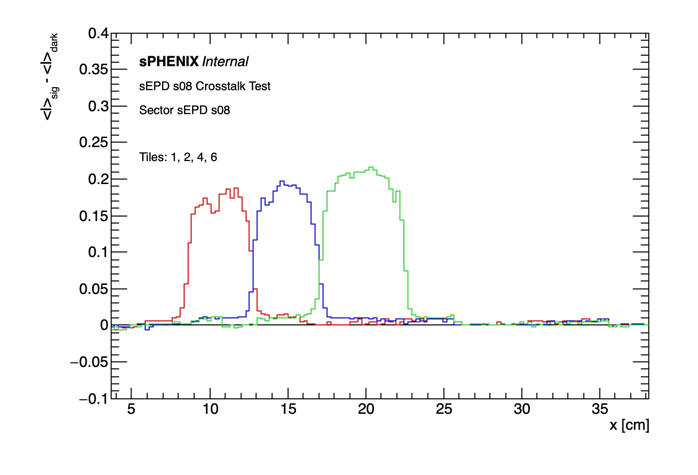 <I>sig - <I>dark
0.4
0.35
0.3
0.25
0.2
0.15
0.1
0.05
0
−0.05
−0.1
sPHENIX Internal
sEPD s08 Crosstalk Test
Sector sEPD s08
Tiles: 1, 2, 4, 6
5 10 15 20 25 30 35
x [cm]